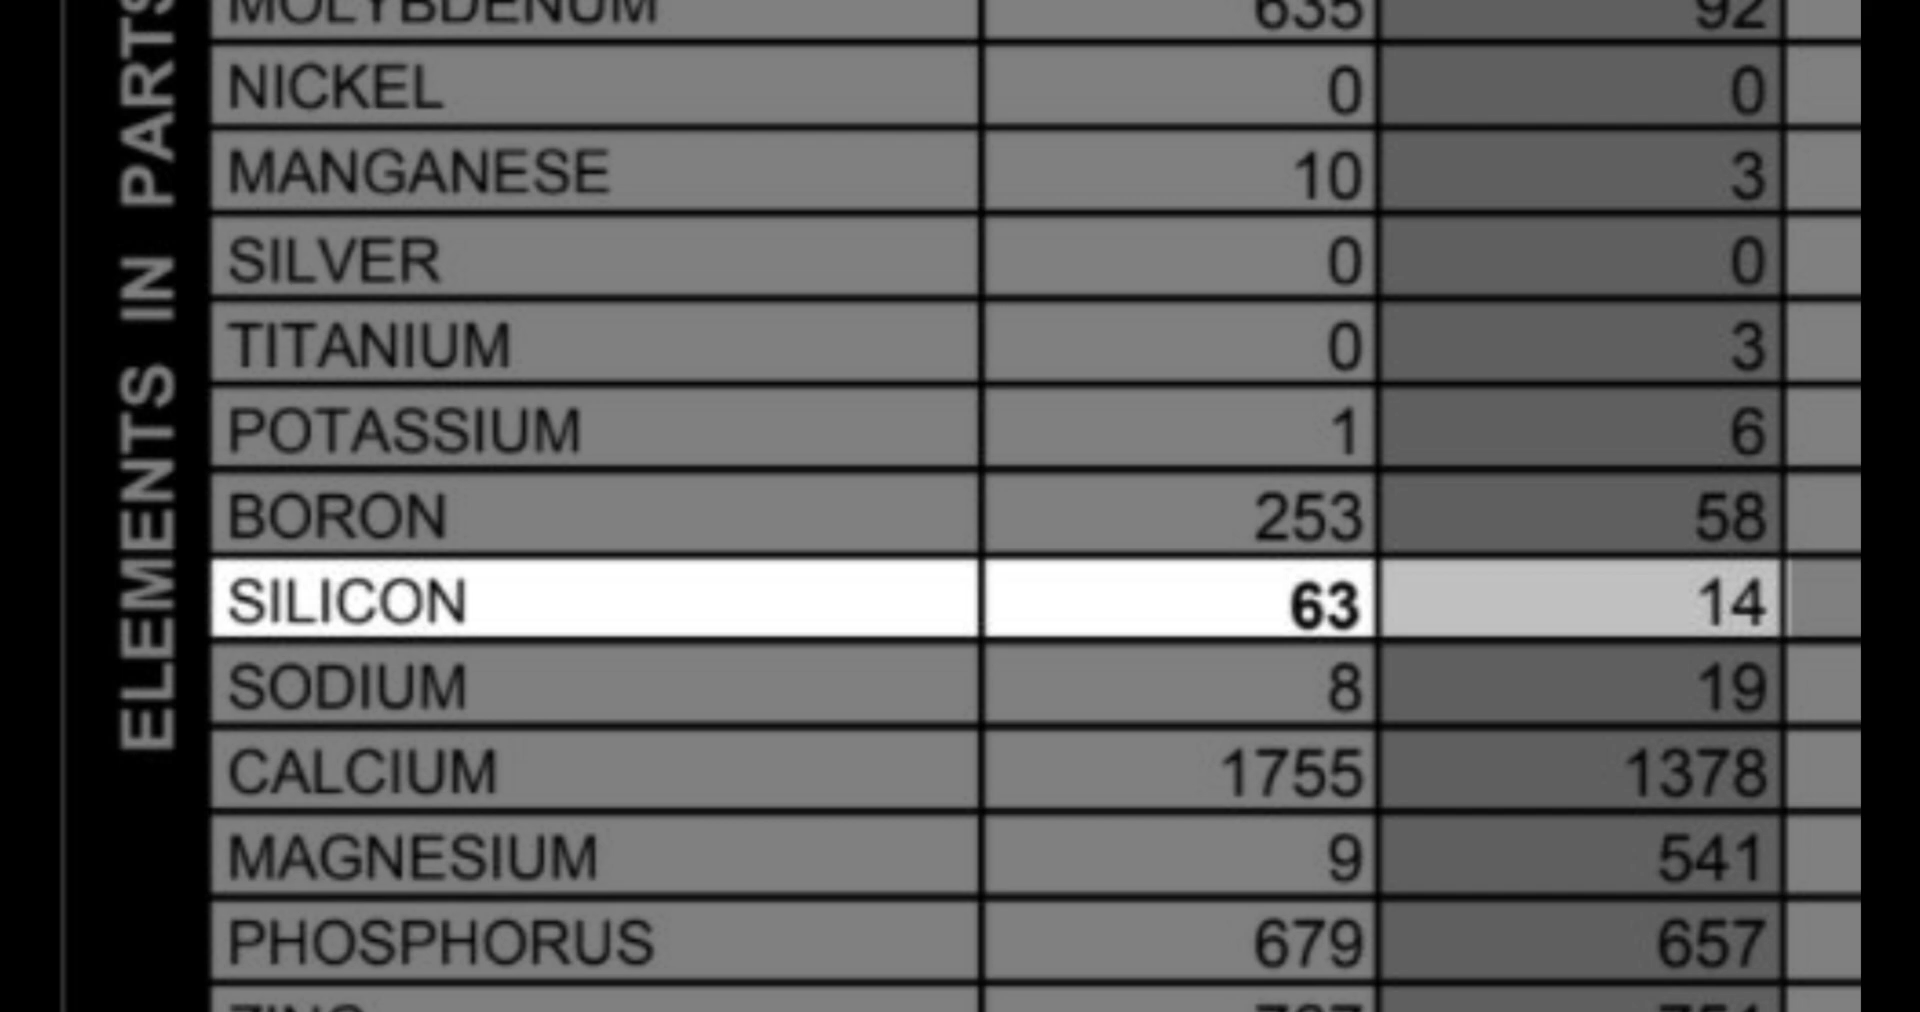 ELEMENTS IN PARTS
MOLYBDENUM 635 92
NICKEL 0 0
MANGANESE 10 3
SILVER 0 0
TITANIUM 0 3
POTASSIUM 1 6
BORON 253 58
SILICON 63 14
SODIUM 8 19
CALCIUM 1755 1378
MAGNESIUM 9 541
PHOSPHORUS 679 657